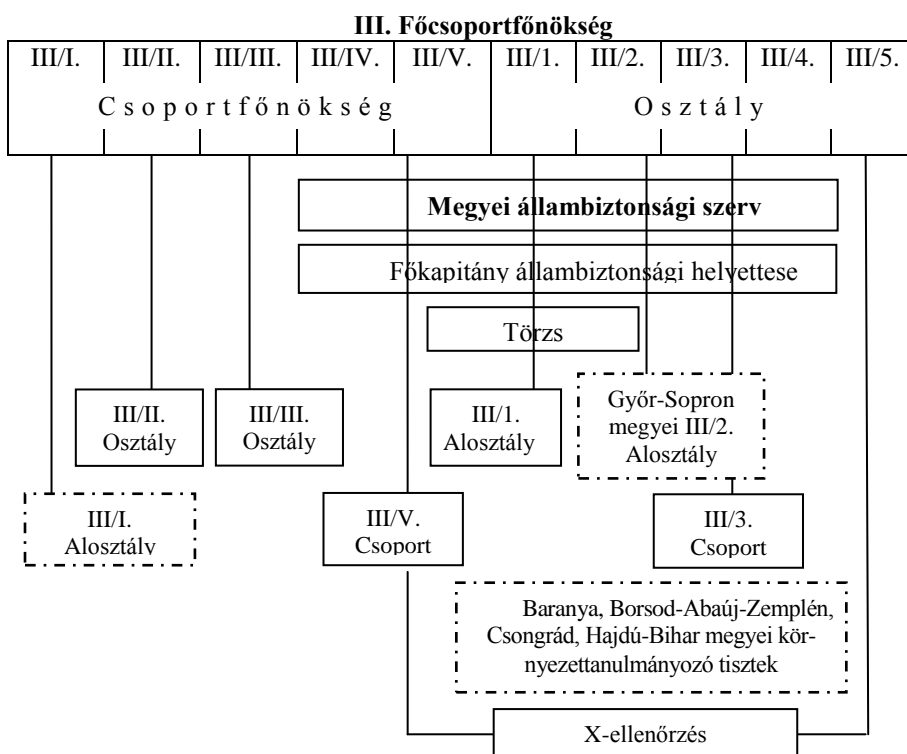 III. Főcsoportfőnökség
III/I. III/II. III/III. III/IV. III/V. III/1. III/2. III/3. III/4. III/5.
Csoportfőnökség Osztály
Megyei állambiztonsági szerv
Főkapitány állambiztonsági helyettese
Törzs
III/II.
Osztály
III/III.
Osztály
III/1.
Alosztály
Győr-Sopron
megyei III/2.
Alosztály
III/I.
Alosztály
III/V.
Csoport
III/3.
Csoport
Baranya, Borsod-Abaúj-Zemplén,
Csongrád, Hajdú-Bihar megyei kör-
nyezettanulmányozó tisztek
X-ellenőrzés